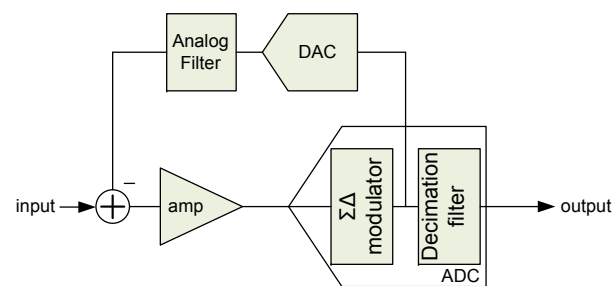 Analog
Filter
DAC
–
input
amp
ΣΔ
modulator
Decimation
filter
output
ADC